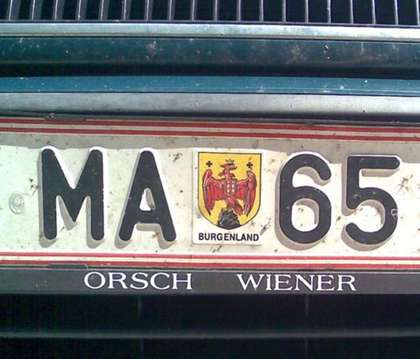 MA 65
BURGENLAND
ORSCH WIENER